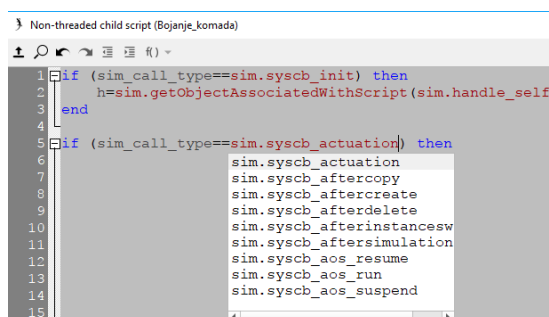 Non-threaded child script (Bojanje_komada)
f()
1 if (sim_call_type==sim.syscb_init) then
2 h=sim.getObjectAssociatedWithScript(sim.handle_self
3 end
4
5 if (sim_call_type==sim.syscb_actuation) then
6 sim.syscb_actuation
7 sim.syscb_aftercopy
8 sim.syscb_aftercreate
9 sim.syscb_afterdelete
10 sim.syscb_afterinstancesw
11 sim.syscb_aftersimulation
12 sim.syscb_aos_resume
13 sim.syscb_aos_run
14 sim.syscb_aos_suspend
15